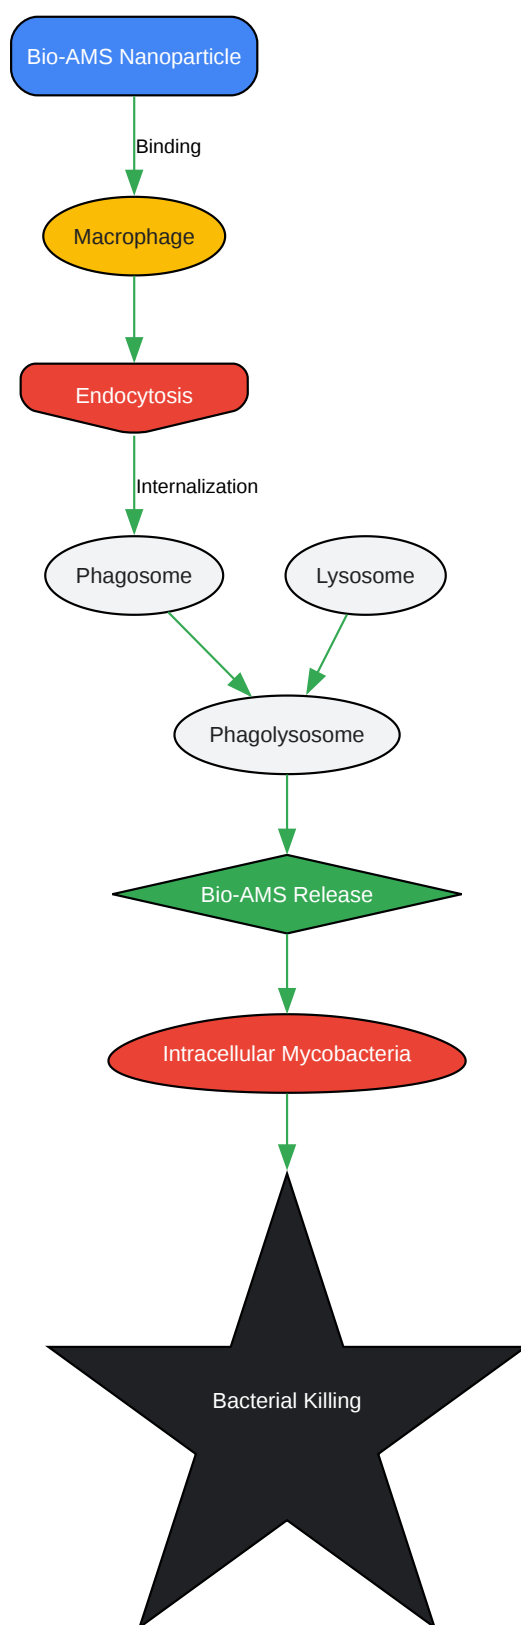 Bio-AMS Nanoparticle
Binding
Macrophage
Endocytosis
Internalization
Phagosome
Lysosome
Phagolysosome
Bio-AMS Release
Intracellular Mycobacteria
Bacterial Killing